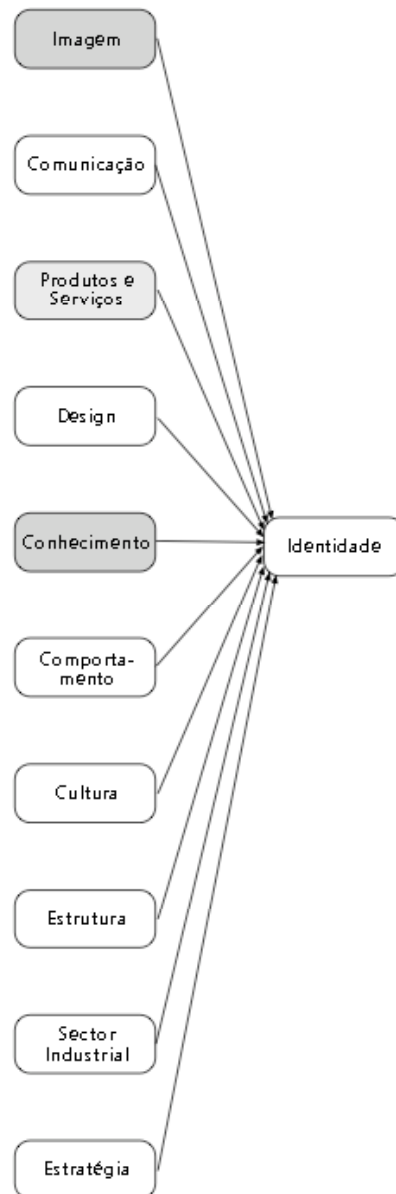 Imagem
Comunicação
Produtos e
Serviços
Design
Conhecimento
Identidade
Comporta-
mento
Cultura
Estrutura
Sector
Industrial
Estratégia